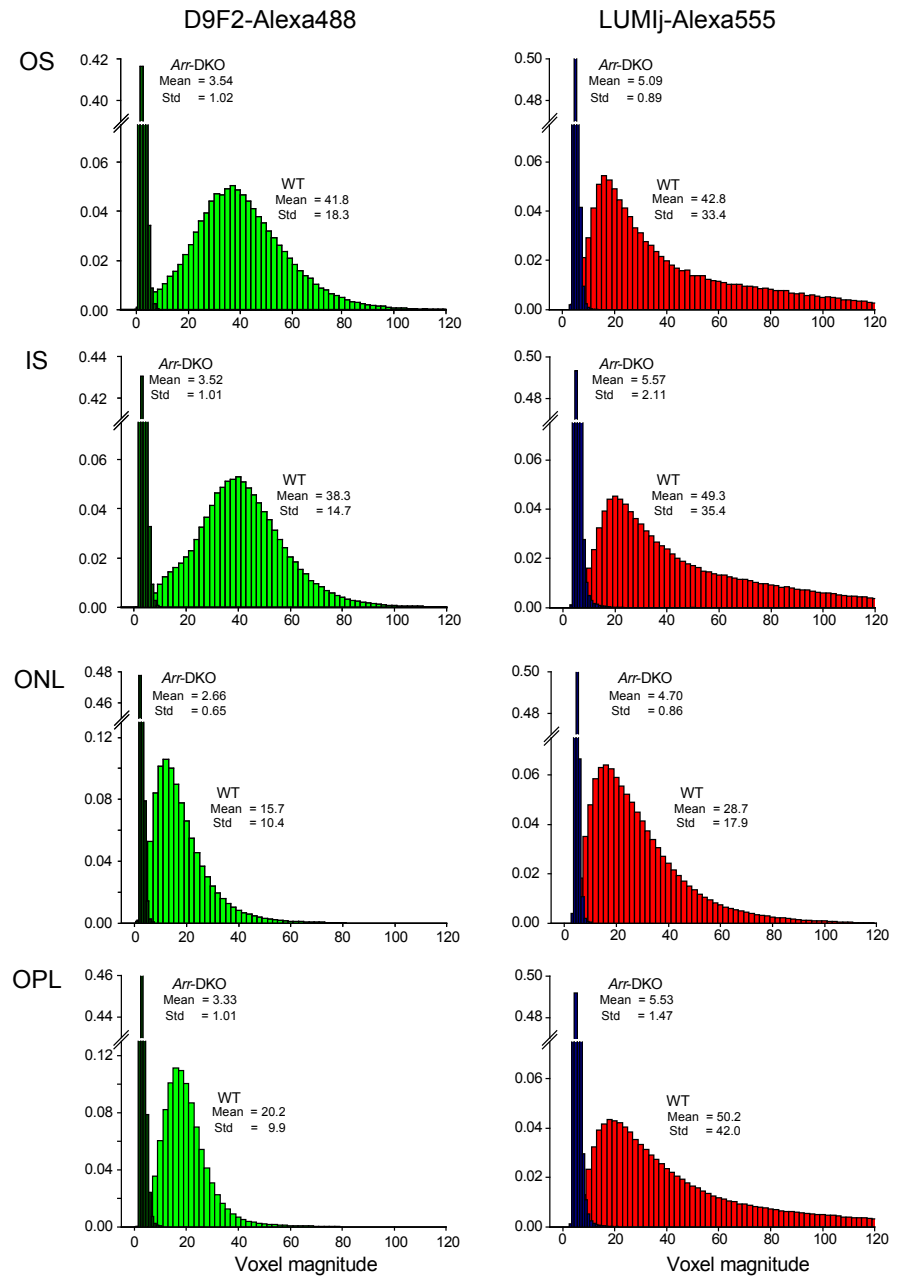 D9F2-Alexa488
LUMIj-Alexa555
OS
0.42
0.40
0.06
0.04
0.02
0.00
Arr-DKO
Mean = 3.54
Std = 1.02
WT
Mean = 41.8
Std = 18.3
0 20 40 60 80 100 120
0.50
0.48
0.06
0.04
0.02
0.00
Arr-DKO
Mean = 5.09
Std = 0.89
WT
Mean = 42.8
Std = 33.4
0 20 40 60 80 100 120
IS
0.44
0.42
0.06
0.04
0.02
0.00
Arr-DKO
Mean = 3.52
Std = 1.01
WT
Mean = 38.3
Std = 14.7
0 20 40 60 80 100 120
0.50
0.48
0.06
0.04
0.02
0.00
Arr-DKO
Mean = 5.57
Std = 2.11
WT
Mean = 49.3
Std = 35.4
0 20 40 60 80 100 120
ONL
0.48
0.46
0.12
0.08
0.04
0.00
Arr-DKO
Mean = 2.66
Std = 0.65
WT
Mean = 15.7
Std = 10.4
0 20 40 60 80 100 120
0.50
0.48
0.06
0.04
0.02
0.00
Arr-DKO
Mean = 4.70
Std = 0.86
WT
Mean = 28.7
Std = 17.9
0 20 40 60 80 100 120
OPL
0.46
0.44
0.12
0.08
0.04
0.00
Arr-DKO
Mean = 3.33
Std = 1.01
WT
Mean = 20.2
Std = 9.9
0 20 40 60 80 100 120
Voxel magnitude
0.50
0.48
0.06
0.04
0.02
0.00
Arr-DKO
Mean = 5.53
Std = 1.47
WT
Mean = 50.2
Std = 42.0
0 20 40 60 80 100 120
Voxel magnitude